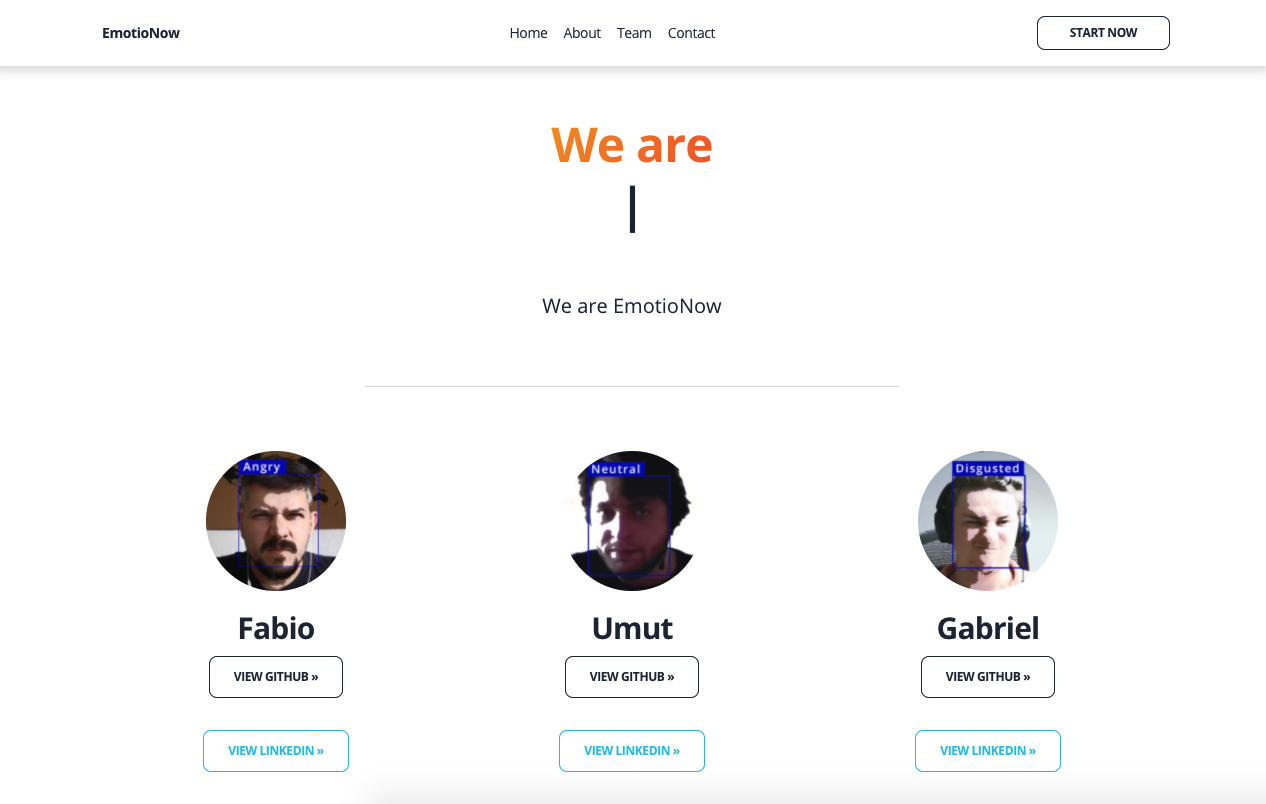 EmotioNow
Home About Team Contact
START NOW
We are
We are EmotioNow
Angry
Neutral
Disgusted
Fabio
Umut
Gabriel
VIEW GITHUB »
VIEW GITHUB »
VIEW GITHUB »
VIEW LINKEDIN »
VIEW LINKEDIN »
VIEW LINKEDIN »